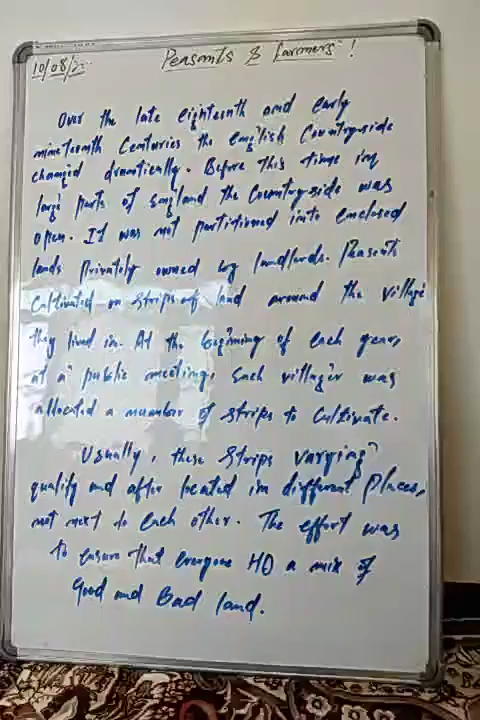 10/08/2
Peasants & farmers !
Over the late eighteenth and early
nineteenth Centuries the english Countryside
changed dramatically. Before this time in
large parts of England the Countryside was
open. It was not partitioned into enclosed
lands privately owned by landlords. Peasents
Cultivated on strips of land around the village
they lived in. At the beginning of each year,
at a public meeting, each villager was
allocated a number of strips to Cultivate.
Usually, these strips varying
quality and often located in different places,
not next to each other. The effort was
to ensure that everyone HD a mix of
Good and Bad land.